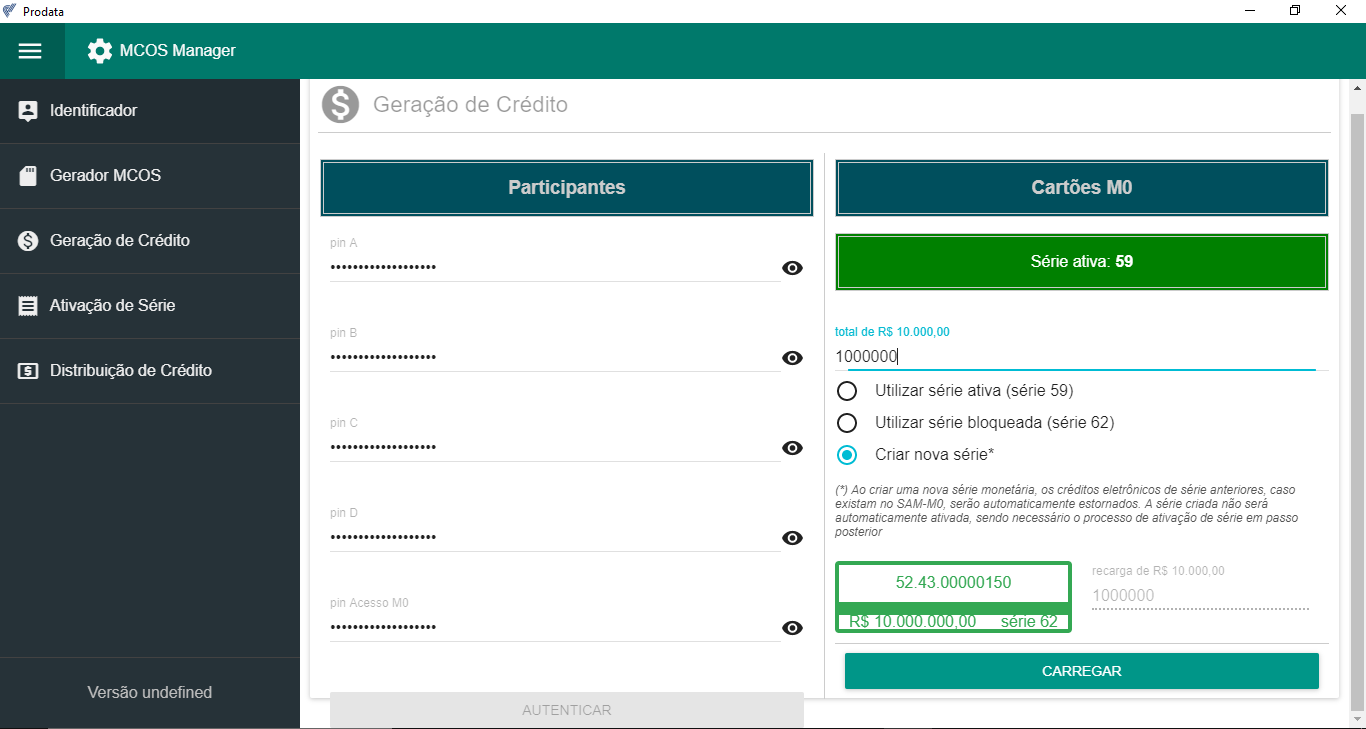 Prodata
MCOS Manager
Identificador
Gerador MCOS
Geração de Crédito
Ativação de Série
Distribuição de Crédito
Versão undefined
Geração de Crédito
Participantes
pin A
•••••••••••••••••••
pin B
•••••••••••••••••••
pin C
•••••••••••••••••••
pin D
•••••••••••••••••••
pin Acesso M0
•••••••••••••••••••
AUTENTICAR
Cartões M0
Série ativa: 59
total de R$ 10.000,00
1000000
Utilizar série ativa (série 59)
Utilizar série bloqueada (série 62)
Criar nova série*
(*) Ao criar uma nova série monetária, os créditos eletrônicos de série anteriores, caso
existam no SAM-M0, serão automaticamente estornados. A série criada não será
automaticamente ativada, sendo necessário o processo de ativação de série em passo
posterior
52.43.00000150
R$ 10.000.000,00 série 62
recarga de R$ 10.000,00
1000000
CARREGAR